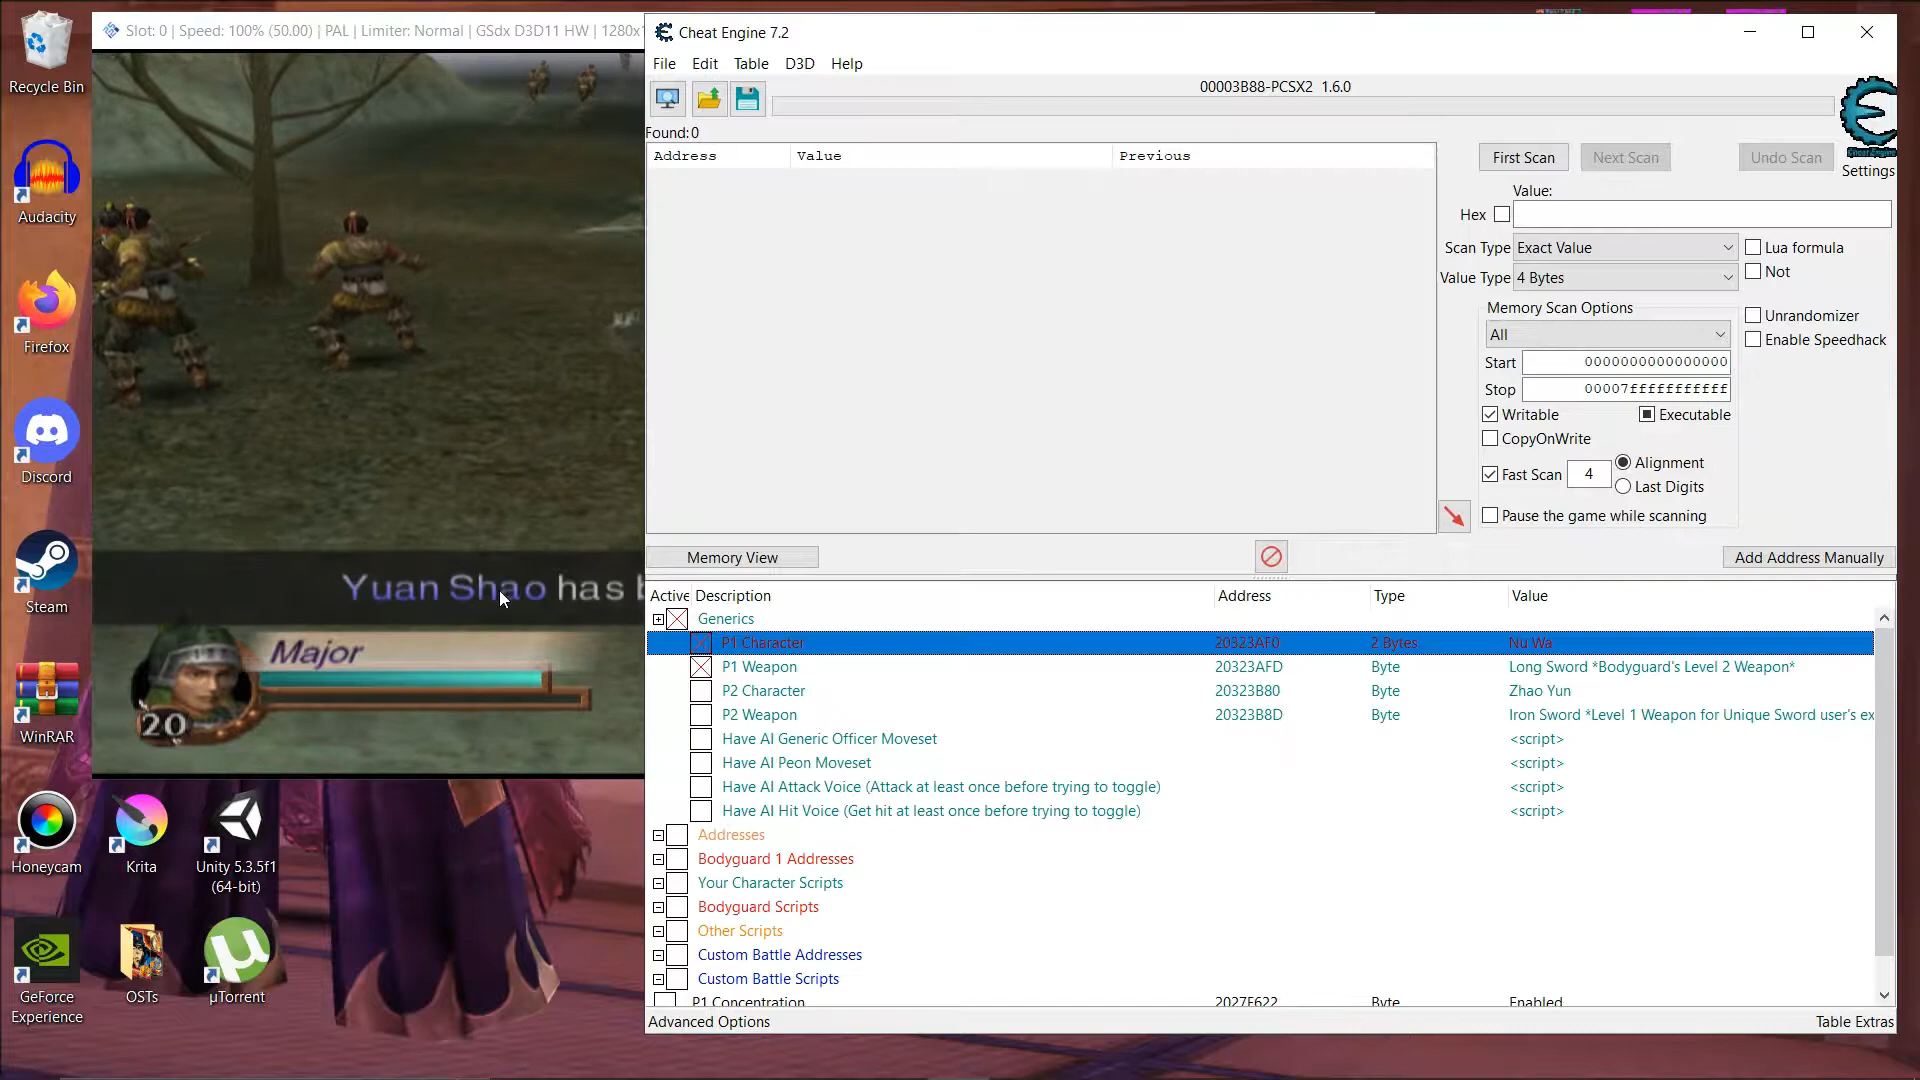 Recycle Bin
Audacity
Firefox
Discord
Steam
WinRAR
Honeycam
Krita
Unity 5.3.5f1
(64-bit)
GeForce
Experience
OSTs
µTorrent
Slot: 0 | Speed: 100% (50.00) | PAL | Limiter: Normal | GSdx D3D11 HW | 1280x
Yuan Shao has
Major
20
Cheat Engine 7.2
File Edit Table D3D Help
00003B88-PCSX2 1.6.0
Found:0
Address Value Previous
First Scan Next Scan Undo Scan
Cheat Engine
Settings
Value:
Hex
Scan Type Exact Value Lua formula
Value Type 4 Bytes Not
Memory Scan Options
All
Unrandomizer
Enable Speedhack
Start 0000000000000000
Stop 00007fffffffffff
Writable Executable
CopyOnWrite
Fast Scan 4 Alignment
Last Digits
Pause the game while scanning
Memory View Add Address Manually
Active Description Address Type Value
Generics
P1 Character 20323AF0 2 Bytes Nu Wa
P1 Weapon 20323AFD Byte Long Sword *Bodyguard's Level 2 Weapon*
P2 Character 20323B80 Byte Zhao Yun
P2 Weapon 20323B8D Byte Iron Sword *Level 1 Weapon for Unique Sword user's ex
Have AI Generic Officer Moveset <script>
Have AI Peon Moveset <script>
Have AI Attack Voice (Attack at least once before trying to toggle) <script>
Have AI Hit Voice (Get hit at least once before trying to toggle) <script>
Addresses
Bodyguard 1 Addresses
Your Character Scripts
Bodyguard Scripts
Other Scripts
Custom Battle Addresses
Custom Battle Scripts
P1 Concentration 2027F622 Byte Enabled
Advanced Options Table Extras